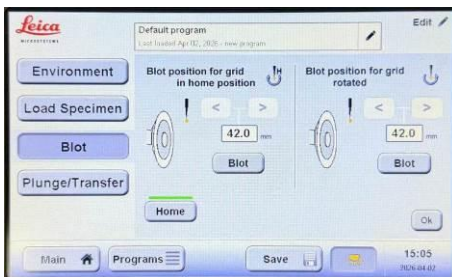 Leica
MICROSYSTEMS
Default program
Last loaded Apr 02, 2026 - new program
Edit
Environment
Load Specimen
Blot
Plunge/Transfer
Blot position for grid
in home position
H
< >
42.0 mm
Blot
Home
Blot position for grid
rotated
< >
42.0 mm
Blot
Ok
Main
Programs
Save
15:05
2026-04-02